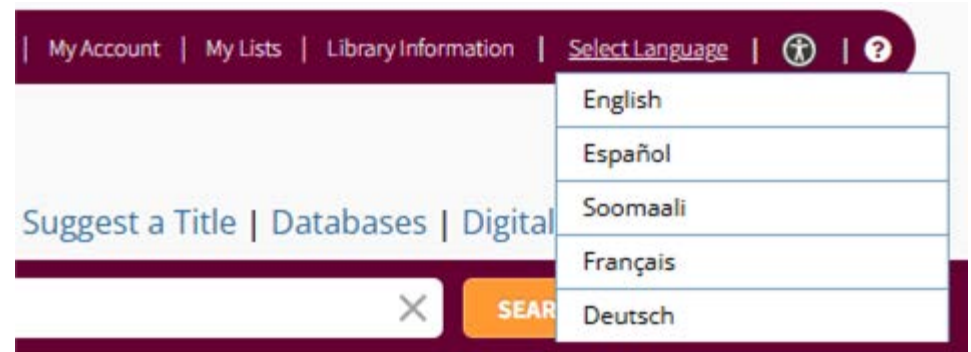 | My Account | My Lists | Library Information | Select Language | | ?
English
Español
Suggest a Title | Databases | Digital
Soomaali
Français
SEAR
Deutsch